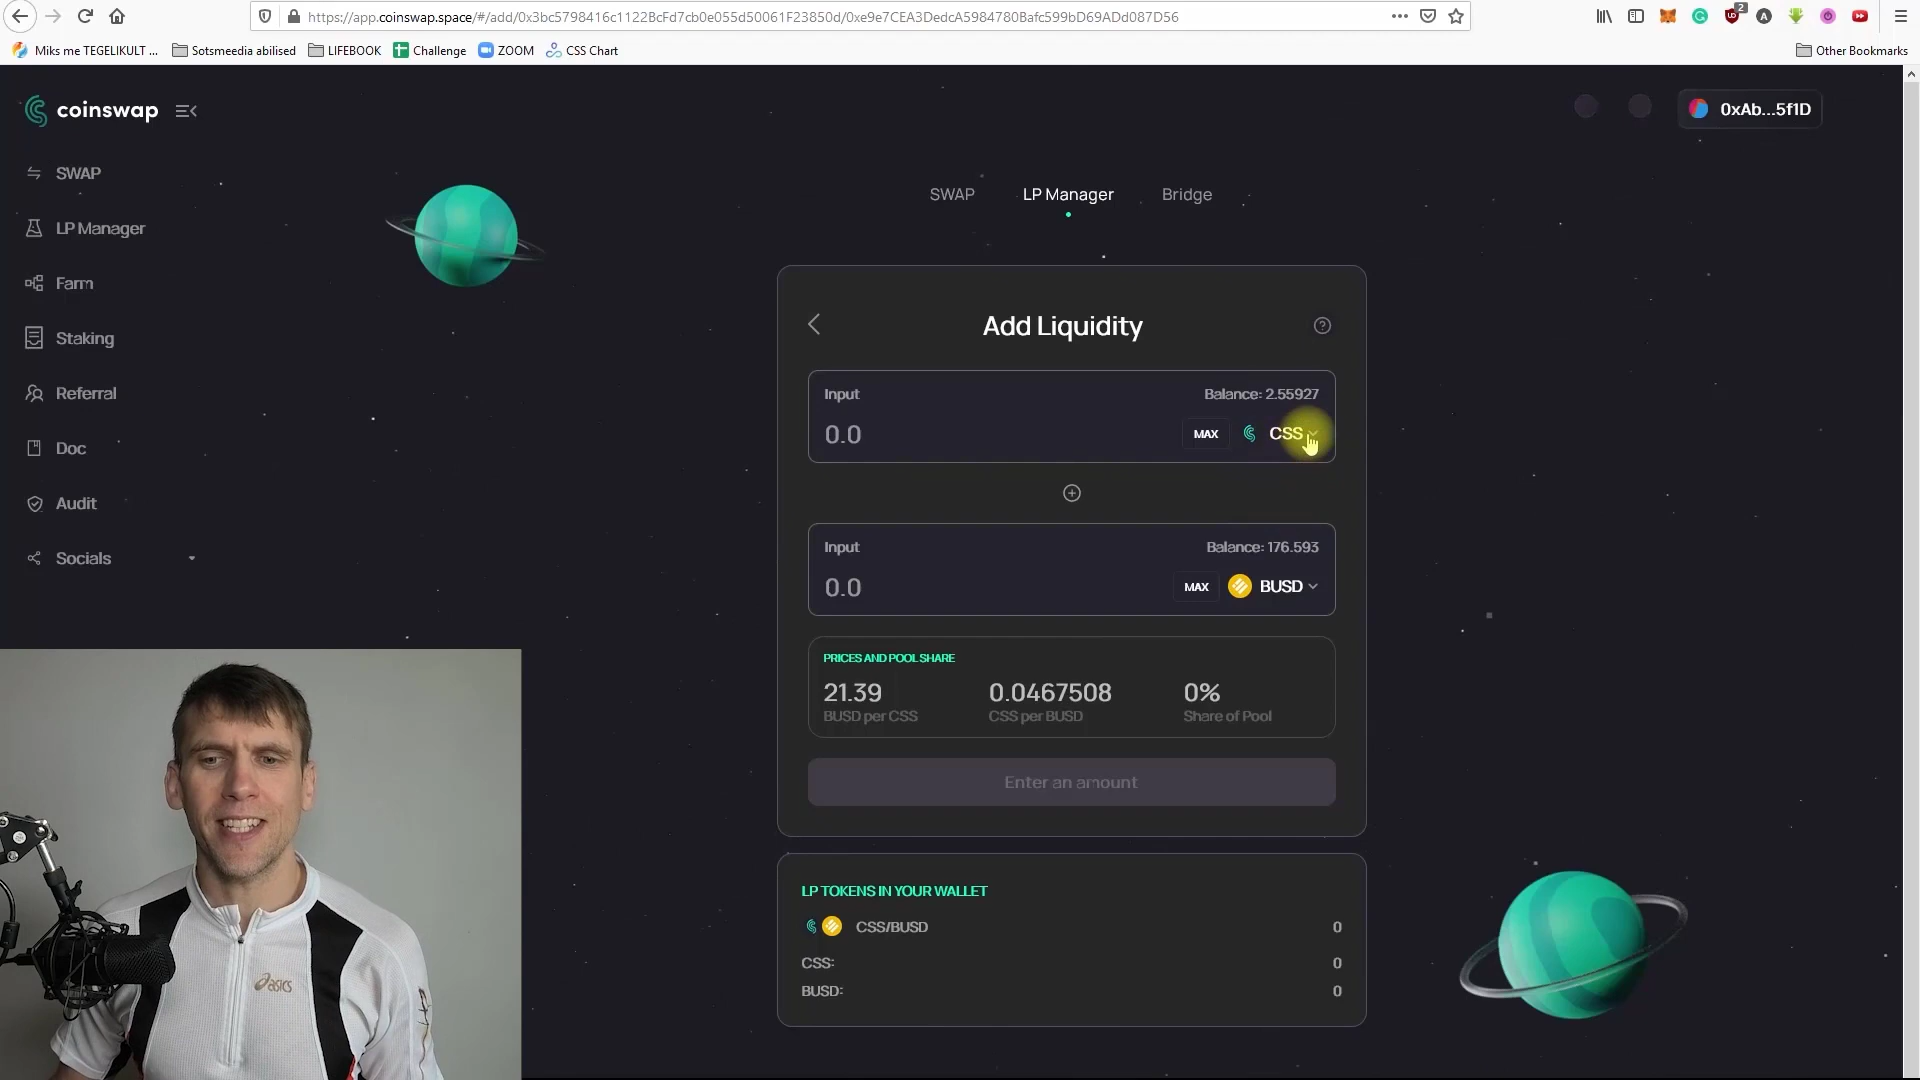 https://app.coinswap.space/#/add/0x3bc5798416c1122BcFd7cb0e055d50061F23850d/0xe9e7CEA3DedcA5984780Bafc599bD69ADd087D56
2
Miks me TEGELIKULT ...
Sotsmeedia abilised
LIFEBOOK
Challenge
ZOOM
CSS Chart
Other Bookmarks
coinswap
0xAb...5f1D
SWAP
LP Manager
Farm
Staking
Referral
Doc
Audit
Socials
SWAP
LP Manager
Bridge
Add Liquidity
Input
Balance: 2.55927
0.0
MAX
CSS
Input
Balance: 176.593
0.0
MAX
BUSD
PRICES AND POOL SHARE
21.39
0.0467508
0%
BUSD per CSS
CSS per BUSD
Share of Pool
Enter an amount
LP TOKENS IN YOUR WALLET
CSS/BUSD
0
CSS:
0
BUSD:
0
asics